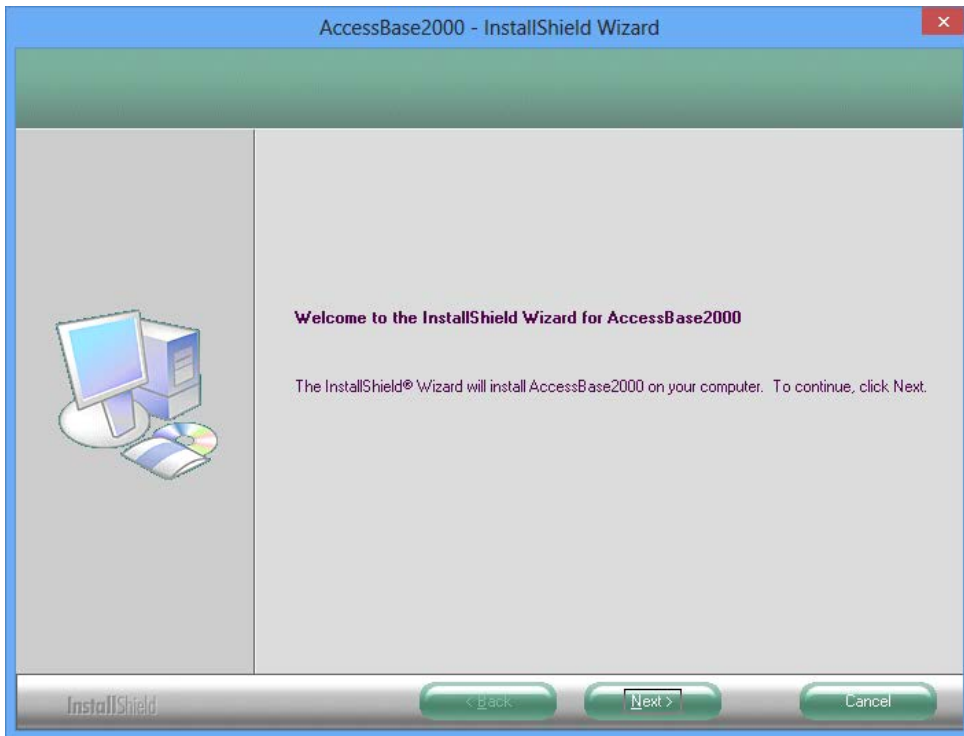 AccessBase2000 - InstallShield Wizard
Welcome to the InstallShield Wizard for AccessBase2000
The InstallShield® Wizard will install AccessBase2000 on your computer. To continue, click Next.
InstallShield
< Back
Next >
Cancel